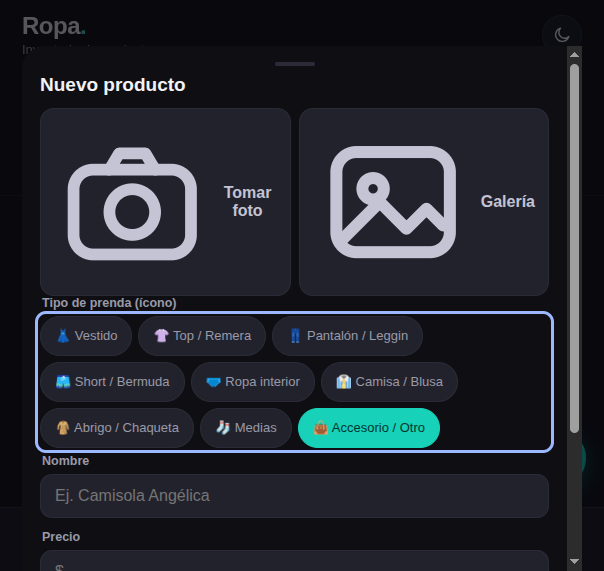 Ropa.
Nuevo producto
Tomar
foto
Galería
Tipo de prenda (ícono)
Vestido
Top / Remera
Pantalón / Leggin
Short / Bermuda
Ropa interior
Camisa / Blusa
Abrigo / Chaqueta
Medias
Accesorio / Otro
Nombre
Ej. Camisola Angélica
Precio
$